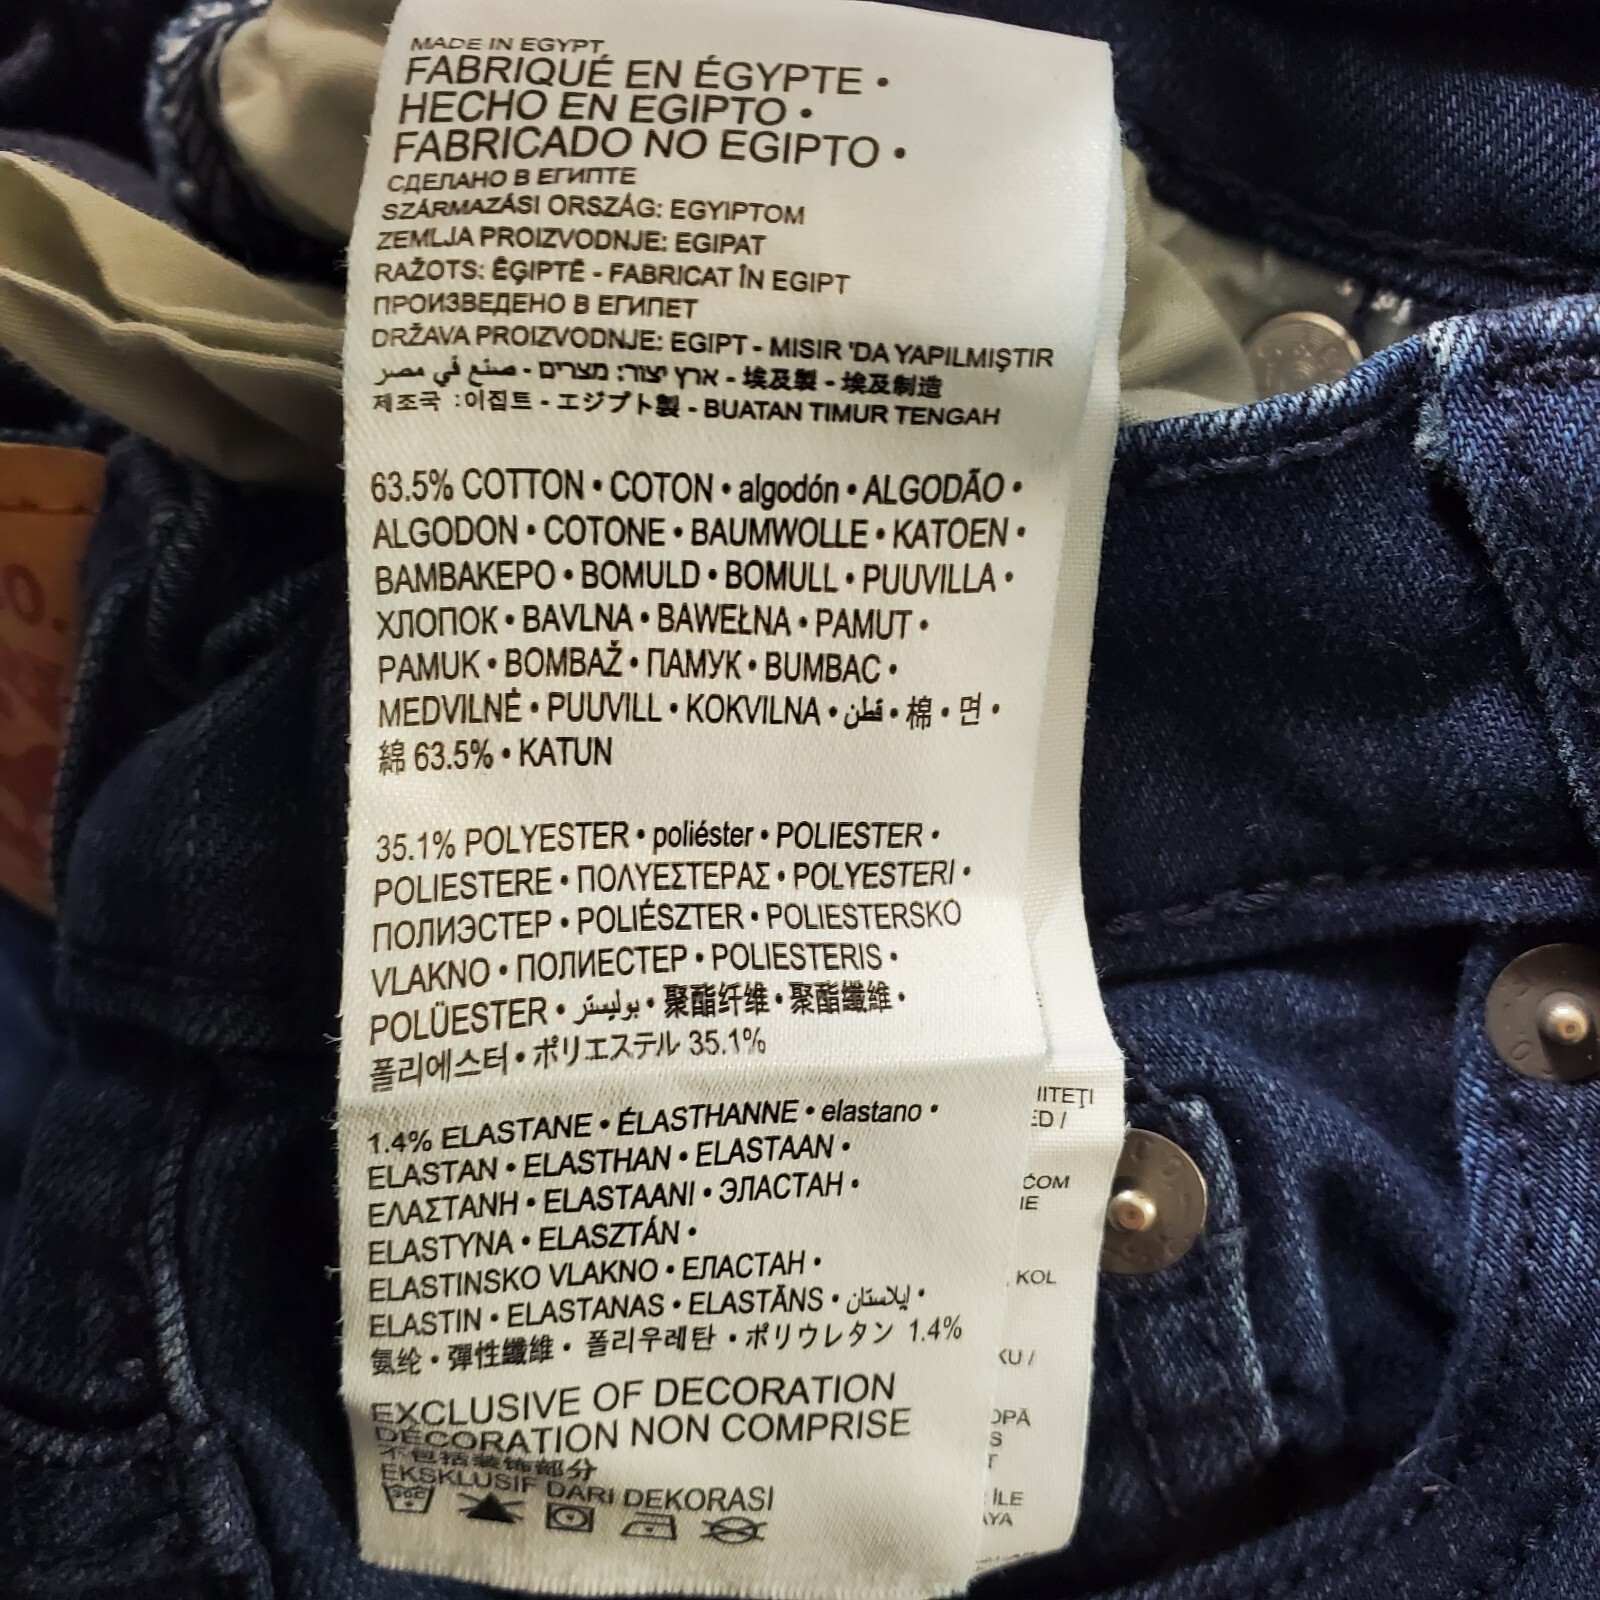 MADE IN EGYPT
FABRIQUÉ EN ÉGYPTE •
HECHO EN EGIPTO •
FABRICADO NO EGIPTO •
СДЕЛАНО В ЕГИПТЕ
SZÁRMAZÁSI ORSZÁG: EGYIPTOM
ZEMLJA PROIZVODNJE: EGIPAT
RAŽOTS: ĒĢIPTĒ - FABRICAT ÎN EGIPT
ПРОИЗВЕДЕНО В ЕГИПЕТ
DRŽAVA PROIZVODNJE: EGIPT - MISIR 'DA YAPILMIŞTIR
صنع في مصر - ארץ יצור: מצרים - 埃及製 - 埃及制造
제조국 :이집트 - エジプト製 - BUATAN TIMUR TENGAH
63.5% COTTON • COTON • algodón • ALGODÃO •
ALGODON • COTONE • BAUMWOLLE • KATOEN •
ΒΑΜΒΑΚΕΡΟ • BOMULD • BOMULL • PUUVILLA •
ХЛОПОК • BAVLNA • BAWEŁNA • PAMUT •
PAMUK • BOMBAŽ • ПАМУК • BUMBAC •
MEDVILNĖ • PUUVILL • KOKVILNA • قطن • 棉 • 면 •
綿 63.5% • KATUN
35.1% POLYESTER • poliéster • POLIESTER •
POLIESTERE • ΠΟΛΥΕΣΤΕΡΑΣ • POLYESTERI •
ПОЛИЭСТЕР • POLIÉSZTER • POLIESTERSKO
VLAKNO • ПОЛИЕСТЕР • POLIESTERIS •
POLÜESTER • بوليستر • 聚酯纤维 • 聚酯纖維 •
폴리에스터 • ポリエステル 35.1%
1.4% ELASTANE • ÉLASTHANNE • elastano •
ELASTAN • ELASTHAN • ELASTAAN •
ΕΛΑΣΤΑΝΗ • ELASTAANI • ЭЛАСТАН •
ELASTYNA • ELASZTÁN •
ELASTINSKO VLAKNO • ЕЛАСТАН •
ELASTIN • ELASTANAS • ELASTĀNS • إيلاستان •
氨纶 • 彈性纖維 • 폴리우레탄 • ポリウレタン 1.4%
EXCLUSIVE OF DECORATION
DÉCORATION NON COMPRISE
不包括装饰部分
EKSKLUSIF DARI DEKORASI